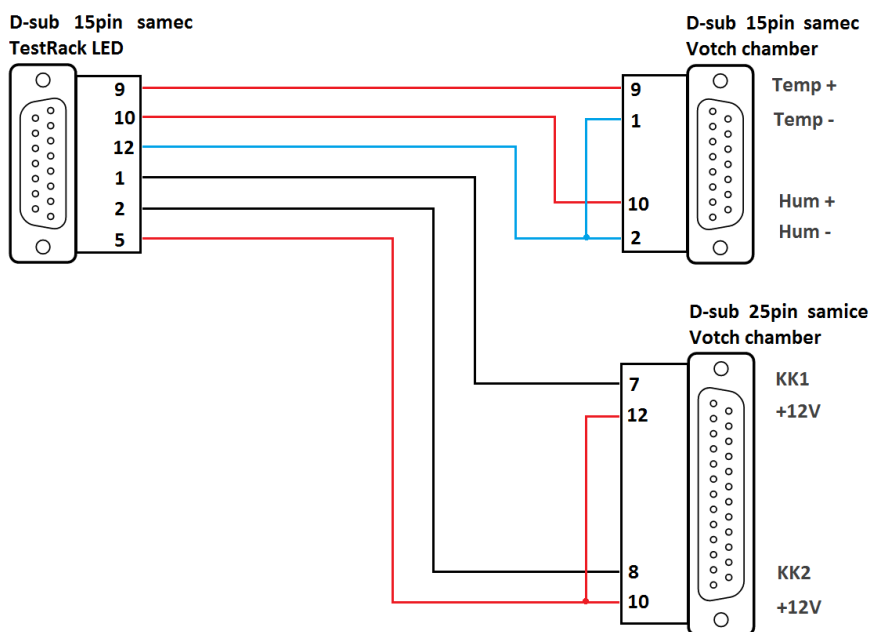 D-sub 15pin samec
TestRack LED
9
10
12
1
2
5
D-sub 15pin samec
Votch chamber
9 Temp +
1 Temp -
10 Hum +
2 Hum -
D-sub 25pin samice
Votch chamber
7 KK1
12 +12V
8 KK2
10 +12V